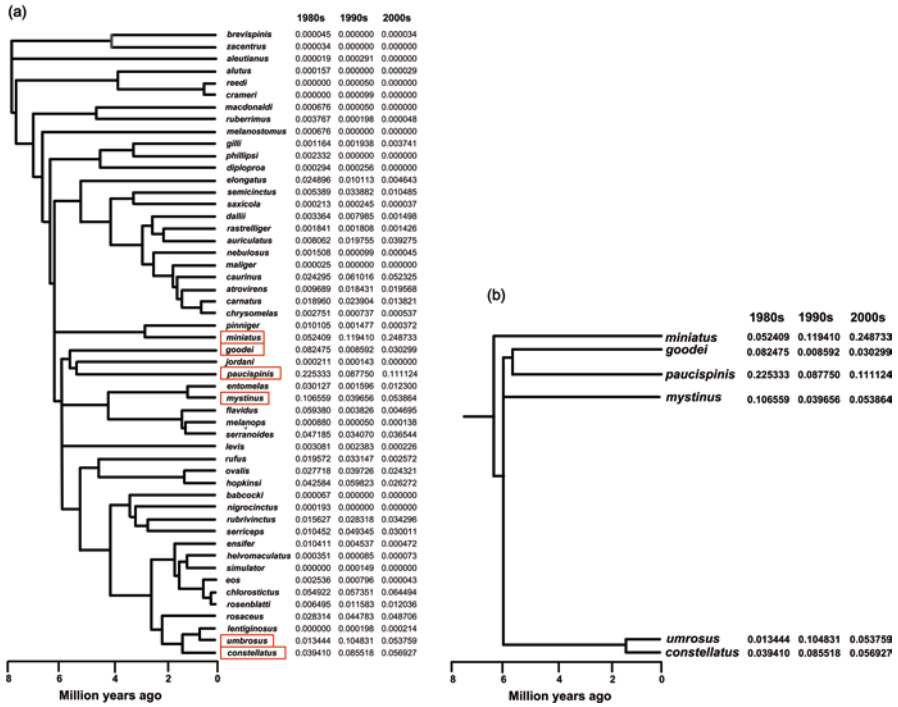 (a)
1980s 1990s 2000s
brevispinis 0.000045 0.000000 0.000034
zacentrus 0.000034 0.000000 0.000000
aleutianus 0.000019 0.000291 0.000000
alutus 0.000157 0.000000 0.000029
reedi 0.000000 0.000050 0.000000
crameri 0.000000 0.000099 0.000000
macdonaldi 0.000676 0.000050 0.000000
ruberrimus 0.003767 0.000198 0.000048
melanostomus 0.000676 0.000000 0.000000
gilli 0.001164 0.001938 0.003741
phillipsi 0.002332 0.000000 0.000000
diploproa 0.000294 0.000256 0.000000
elongatus 0.024896 0.010113 0.004643
semicinctus 0.005389 0.033882 0.010485
saxicola 0.000213 0.000245 0.000037
dallii 0.003364 0.007985 0.001498
rastrelliger 0.001841 0.001808 0.001426
auriculatus 0.008062 0.019755 0.039275
nebulosus 0.001508 0.000099 0.000045
maliger 0.000025 0.000000 0.000000
caurinus 0.024295 0.061016 0.052325
atrovirens 0.009689 0.018431 0.019568
carnatus 0.018960 0.023904 0.013821
chrysomelas 0.002751 0.000737 0.000537
pinniger 0.010105 0.001477 0.000372
miniatus 0.052409 0.119410 0.248733
goodei 0.082475 0.008592 0.030299
jordani 0.000211 0.000143 0.000000
paucispinis 0.225333 0.087750 0.111124
entomelas 0.030127 0.001596 0.012300
mystinus 0.106559 0.039656 0.053864
flavidus 0.059380 0.003826 0.004695
melanops 0.000880 0.000050 0.000138
serranoides 0.047185 0.034070 0.036544
levis 0.003081 0.002383 0.000226
rufus 0.019572 0.033147 0.002572
ovalis 0.027718 0.039726 0.024321
hopkinsi 0.042584 0.059823 0.026272
babcocki 0.000067 0.000000 0.000000
nigrocinctus 0.000193 0.000000 0.000000
rubrivinctus 0.015627 0.028318 0.034296
serriceps 0.010452 0.049345 0.030011
ensifer 0.010411 0.004537 0.000472
helvomaculatus 0.000351 0.000085 0.000073
simulator 0.000000 0.000149 0.000000
eos 0.002536 0.000796 0.000043
chlorostictus 0.054922 0.057351 0.064494
rosenblatti 0.006495 0.011583 0.012036
rosaceus 0.028314 0.044783 0.048706
lentiginosus 0.000000 0.000198 0.000214
umbrosus 0.013444 0.104831 0.053759
constellatus 0.039410 0.085518 0.056927
8 6 4 2 0
Million years ago
(b)
1980s 1990s 2000s
miniatus 0.052409 0.119410 0.248733
goodei 0.082475 0.008592 0.030299
paucispinis 0.225333 0.087750 0.111124
mystinus 0.106559 0.039656 0.053864
umrosus 0.013444 0.104831 0.053759
constellatus 0.039410 0.085518 0.056927
8 6 4 2 0
Million years ago